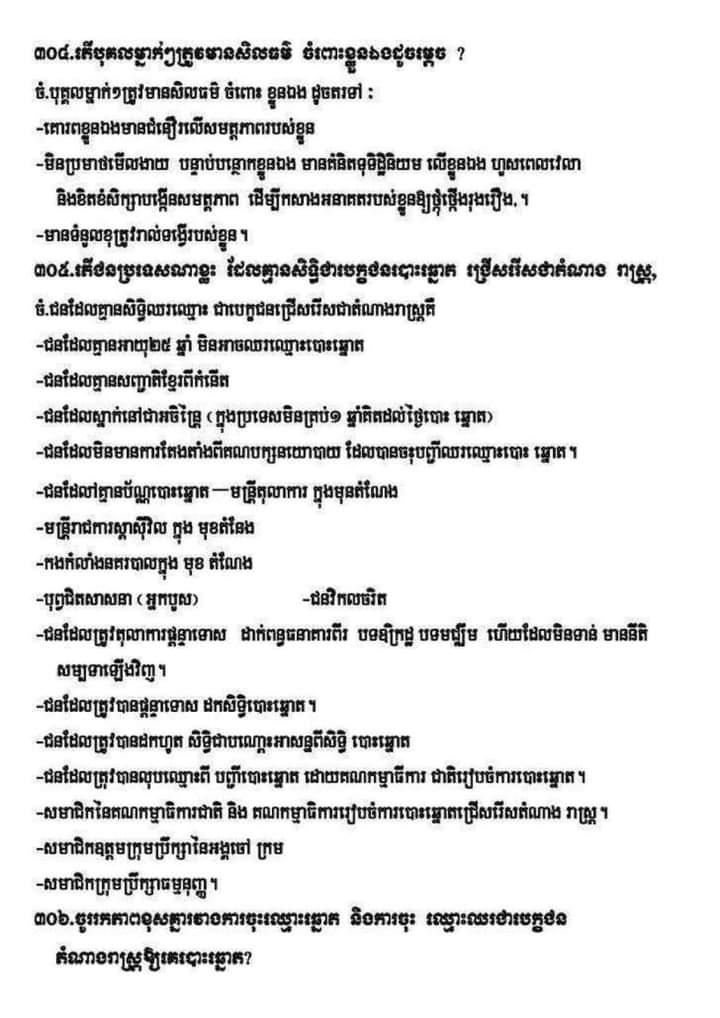 ៣០៤.តើបុគលម្នាក់ៗត្រូវមានសិលធម៌ ចំពោះខ្លួនឯងដូចម្ដេច ?
ចំ.បុគ្គលម្នាក់ៗត្រូវមានសិលធម៌ ចំពោះ ខ្លួនឯង ដូចតរទៅ :
-គោរពខ្លួនឯងមានជំនឿរលើសមត្ថភាពរបស់ខ្លួន
-មិនប្រមាថមើលងាយ បន្ទាប់បន្ថោកខ្លួនឯង មានគំនិតទុទិដ្ឋិនិយម លើខ្លួនឯង ហួសពេលវេលា
និងខិតខំសិក្សាបង្កើនសមត្ថភាព ដើម្បីកសាងអនាគតរបស់ខ្លួនឱ្យថ្កុំថ្កើងរុងរឿង,។
-មានទំនួលខុត្រូវរាល់ទង្វើរបស់ខ្លួន។
៣០៥.តើជនប្រទេសណាខ្លះ ដែលគ្មានសិទ្ធិជាបេក្ខជនបោះឆ្នោត ជ្រើសរើសជាតំណាង រាស្ត្រ,
ចំ.ជនដែលគ្មានសិទ្ធិឈរឈ្មោះ ជាបេក្ខជនជ្រើសរើសជាតំណាងរាស្ត្រគឺ
-ជនដែលគ្មានអាយុ២៥ ឆ្នាំ មិនអាចឈរឈ្មោះបោះឆ្នោត
-ជនដែលគ្មានសញ្ជាតិខ្មែរពីកំនើត
-ជនដែលស្នាក់នៅជាអចិន្ត្រៃ (ក្នុងប្រទេសមិនគ្រប់១ ឆ្នាំគិតដល់ថ្ងៃបោះ ឆ្នោត)
-ជនដែលមិនមានការតែងតាំងពីគណបក្សនយោបាយ ដែលបានចុះបញ្ជីឈរឈ្មោះបោះ ឆ្នោត។
-ជនដែលៅគ្មានប័ណ្ណបោះឆ្នោត—មន្ត្រីតុលាការ ក្នុងមុនតំណែង
-មន្ត្រីរាជការស្តាស៊ីវិល ក្នុង មុខតំនែង
-កងកំលាំងនគរបាលក្នុង មុខ តំណែង
-បុព្វជិតសាសនា (អ្នកបួស) -ជនវិកលចរិត
-ជនដែលត្រូវតុលាការផ្តន្ទាទោស ដាក់ពន្ធធនាគារពីរ បទឧក្រិដ្ឋ បទមជ្ឈឹម ហើយដែលមិនទាន់ មាននីតិ
សម្បទាឡើងវិញ។
-ជនដែលត្រូវបានផ្តន្ទាទោស ដកសិទ្ធិបោះឆ្នោត។
-ជនដែលត្រូវបានដកហូត សិទ្ធិជាបណ្តោះអាសន្នពីសិទ្ធិ បោះឆ្នោត
-ជនដែលត្រុវបានលុបឈ្មោះពី បញ្ជីបោះឆ្នោត ដោយគណកម្មាធីការ ជាតិរៀបចំការបោះឆ្នោត។
-សមាជិកនៃគណកម្មាធិការជាតិ និង គណកម្មាធិការរៀបចំការបោះឆ្នោតជ្រើសរើសតំណាង រាស្ត្រ។
-សមាជិកឧត្តមក្រុមប្រឹក្សានៃអង្គចៅ ក្រម
-សមាជិកក្រុមប្រឹក្សាធម្មនុញ្ញ។
៣០៦.ចូររកភាពខុសគ្នារវាងការចុះឈ្មោះឆ្នោត និងការចុះ ឈ្មោះឈរជាបេក្ខជន
តំណាងរាស្ត្រឱ្យគេបោះឆ្នោត?